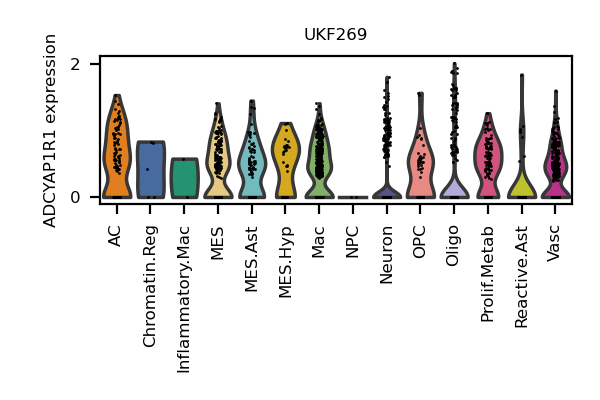 UKF269
ADCYAP1R1 expression
2
0
AC
Chromatin.Reg
Inflammatory.Mac
MES
MES.Ast
MES.Hyp
Mac
NPC
Neuron
OPC
Oligo
Prolif.Metab
Reactive.Ast
Vasc